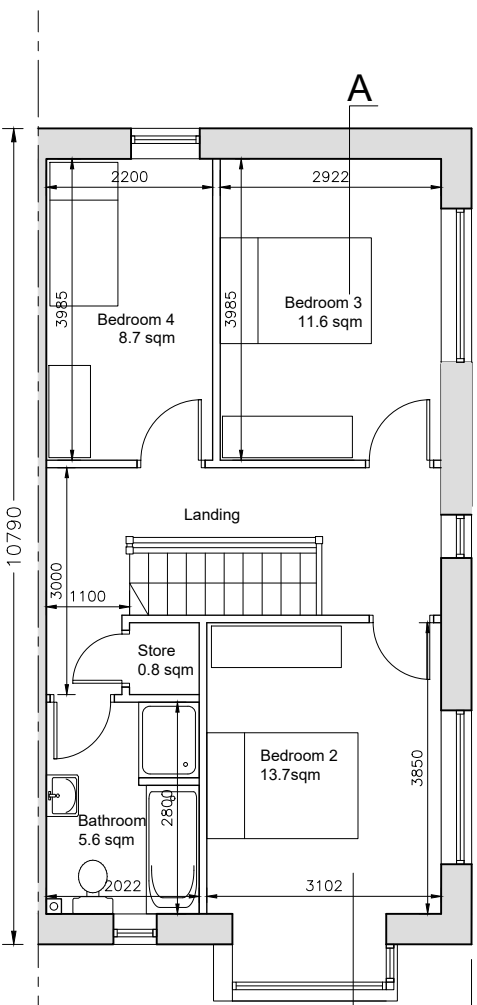 A
2200
2922
3985
3985
Bedroom 4
8.7 sqm
Bedroom 3
11.6 sqm
10790
Landing
3000
1100
Store
0.8 sqm
Bedroom 2
13.7sqm
3850
2800
Bathroom
5.6 sqm
2022
3102